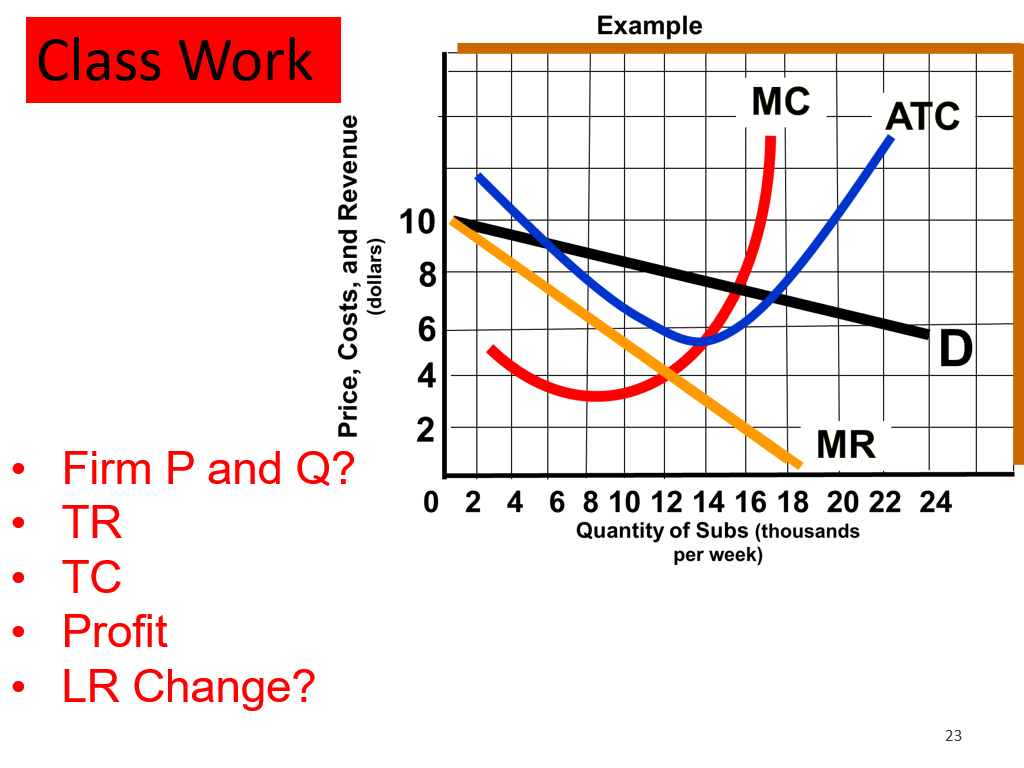 Class Work
Example
Price, Costs, and Revenue
(dollars)
MC
ATC
10
8
6
4
2
D
MR
0 2 4 6 8 10 12 14 16 18 20 22 24
Quantity of Subs (thousands
per week)
• Firm P and Q?
• TR
• TC
• Profit
• LR Change?
23